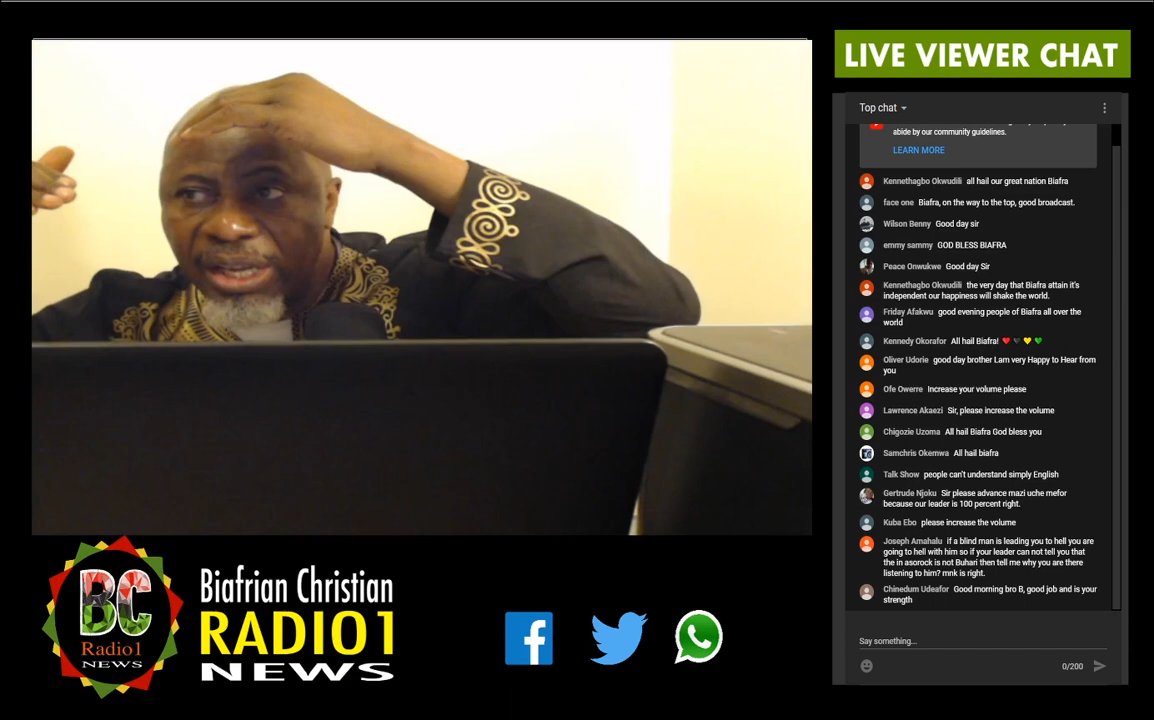 LIVE VIEWER CHAT
Top chat
abide by our community guidelines.
LEARN MORE
Kennethagbo Okwudili all hail our great nation Biafra
face one Biafra, on the way to the top, good broadcast.
Wilson Benny Good day sir
emmy sammy GOD BLESS BIAFRA
Peace Onwukwe Good day Sir
Kennethagbo Okwudili the very day that Biafra attain it's
independent our happiness will shake the world.
Friday Afakwu good evening people of Biafra all over the
world
Kennedy Okorafor All hail Biafra! ❤️ 🖤 💛 💚
Oliver Udorie good day brother I,am very Happy to Hear from
you
Ofe Owerre Increase your volume please
Lawrence Akaezi Sir, please increase the volume
Chigozie Uzoma All hail Biafra God bless you
Samchris Okemwa All hail biafra
Talk Show people can't understand simply English
Gertrude Njoku Sir please advance mazi uche mefor
because our leader is 100 percent right.
Kuba Ebo please increase the volume
Joseph Amahalu if a blind man is leading you to hell you are
going to hell with him so if your leader can not tell you that
the in asorock is not Buhari then tell me why you are there
listening to him? mnk is right.
Chinedum Udeafor Good morning bro B, good job and is your
strength
Say something...
0/200
BC
Radio1
NEWS
Biafrian Christian
RADIO1
NEWS